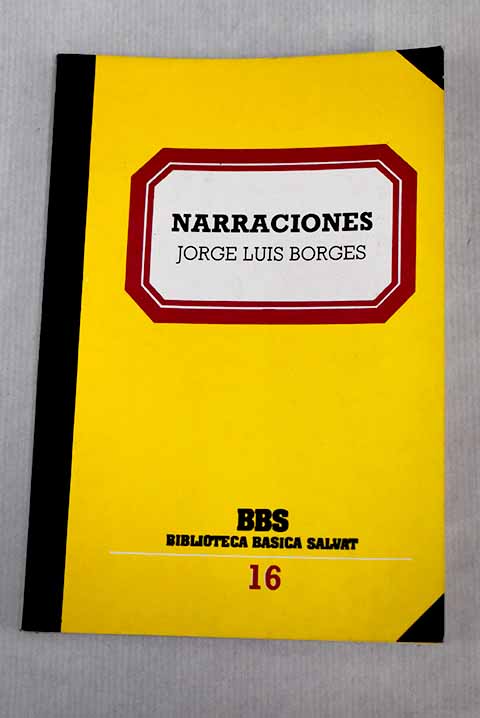 NARRACIONES
JORGE LUIS BORGES
BBS
BIBLIOTECA BASICA SALVAT
16